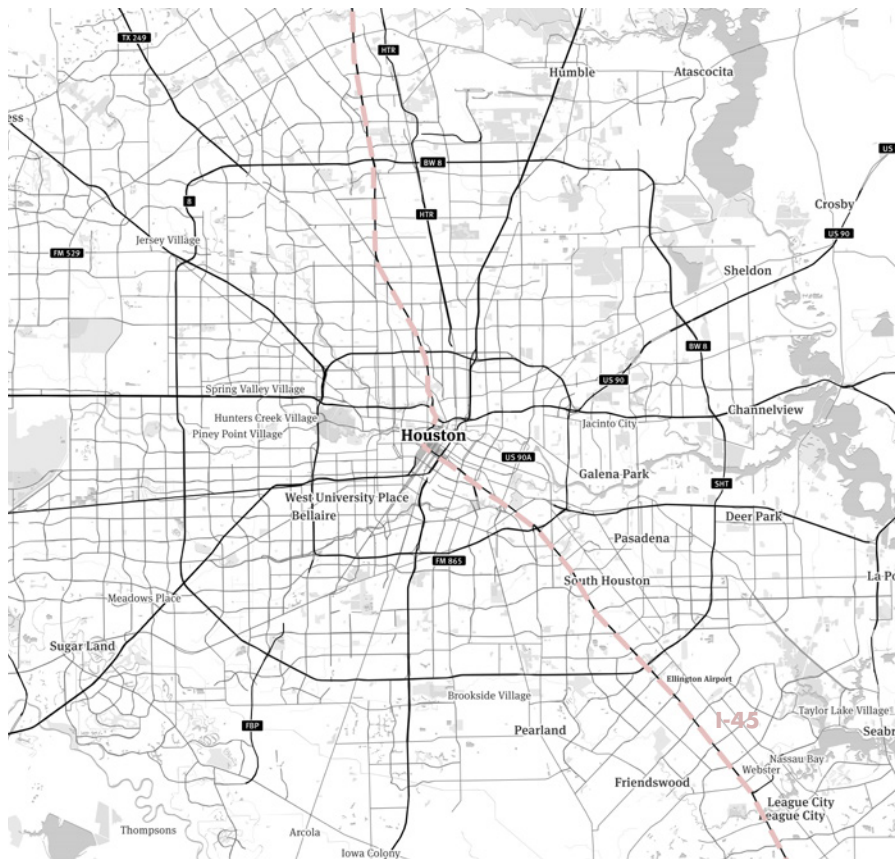 TX 249
HTR
Humble
Atascocita
ess
US
BW 8
8
HTR
Crosby
US 90
Jersey Village
FM 529
Sheldon
BW 8
US 90
Spring Valley Village
Hunters Creek Village
Piney Point Village
Houston
Channelview
Jacinto City
US 90A
Galena Park
SHT
West University Place
Bellaire
Deer Park
Pasadena
FM 865
South Houston
La Po
Meadows Place
Sugar Land
Ellington Airport
Brookside Village
I-45
Taylor Lake Village
FBP
Pearland
Seabr
Nassau Bay
Webster
Friendswood
League City
League City
Thompsons
Arcola
Iowa Colony